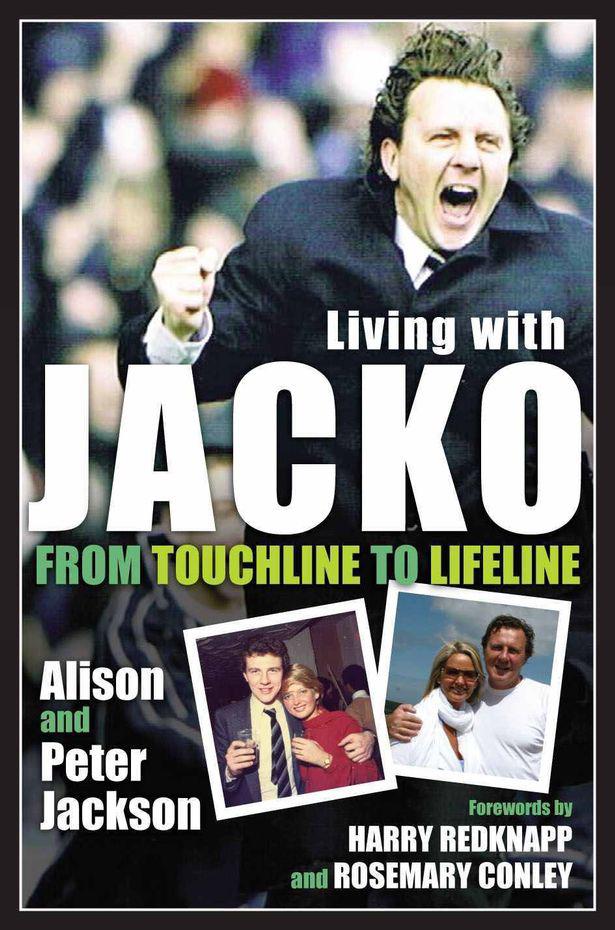 Living with
JACKO
FROM TOUCHLINE TO LIFELINE
Alison
and
Peter
Jackson
Forewords by
HARRY REDKNAPP
and ROSEMARY CONLEY